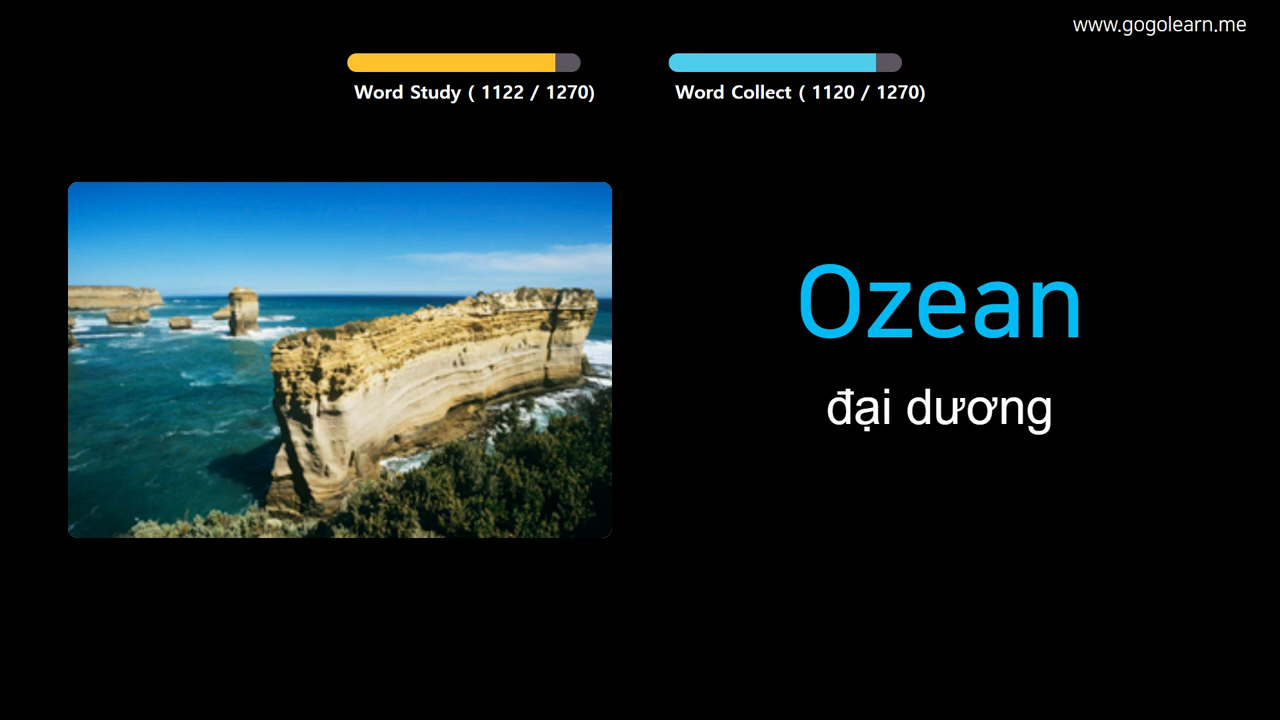 www.gogolearn.me
Word Study ( 1122 / 1270)
Word Collect ( 1120 / 1270)
Ozean
đại dương